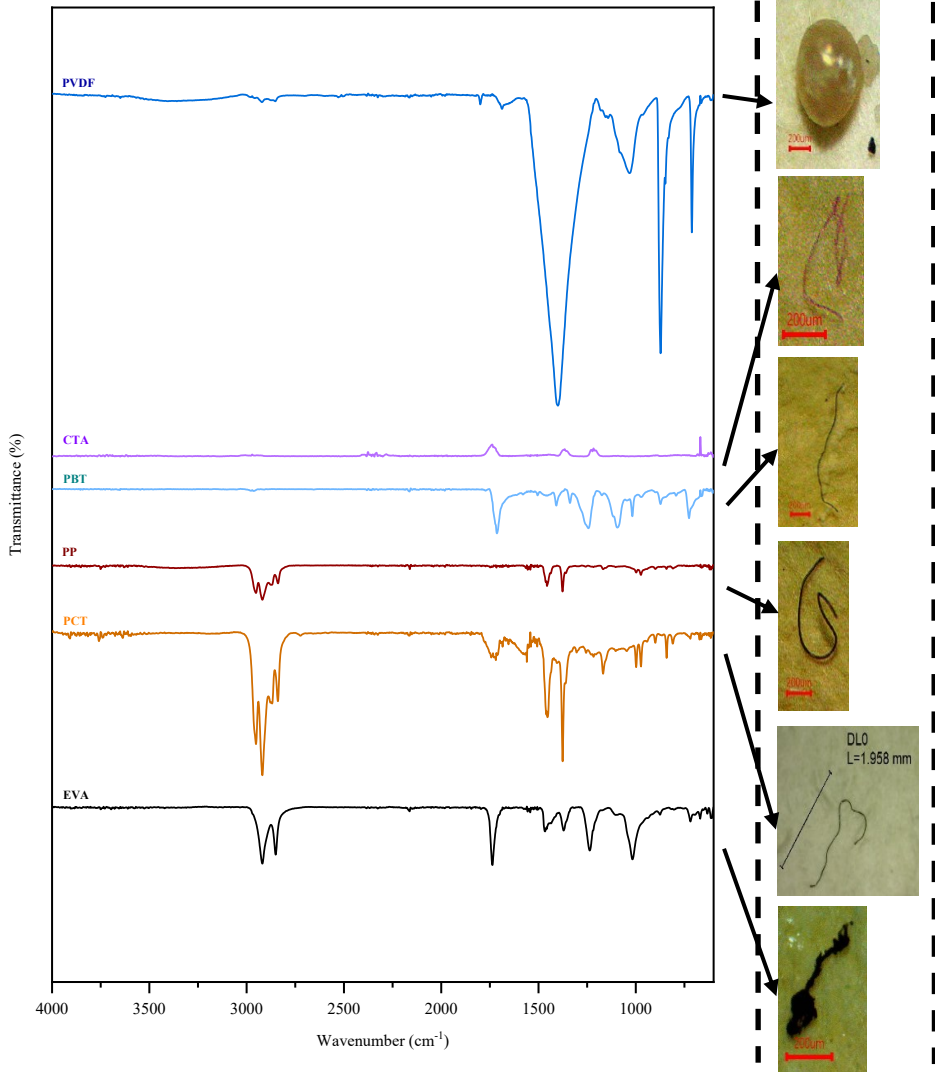 PVDF
CTA
PBT
PP
PCT
EVA
Transmittance (%)
4000
3500
3000
2500
2000
1500
1000
Wavenumber (cm-1)
200um
200um
200um
200um
DL0
L=1.958 mm
200um